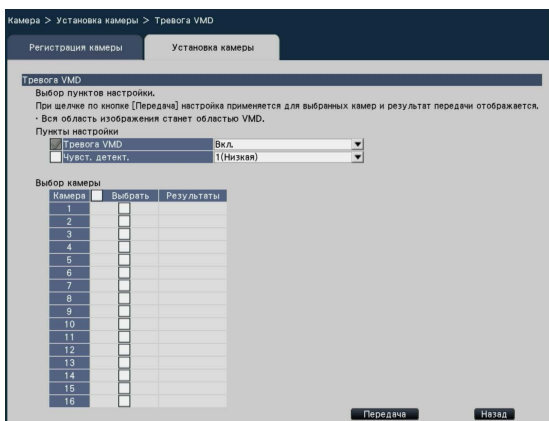 Камера > Установка камеры > Тревога VMD
Регистрация камеры Установка камеры
Тревога VMD
Выбор пунктов настройки.
При щелчке по кнопке [Передача] настройка применяется для выбранных камер и результат передачи отображается.
· Вся область изображения станет областью VMD.
Пункты настройки
Тревога VMD Вкл.
Чувст. детект. 1(Низкая)
Выбор камеры
Камера Выбрать Результаты
1
2
3
4
5
6
7
8
9
10
11
12
13
14
15
16
Передача Назад